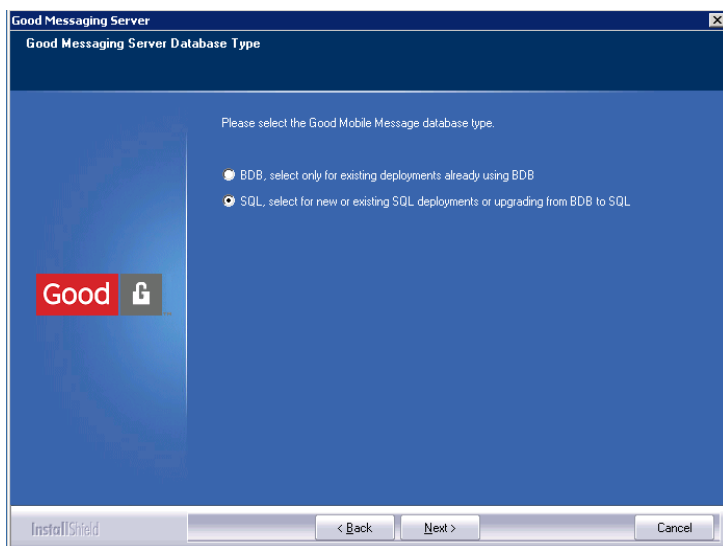 Good Messaging Server
Good Messaging Server Database Type
Please select the Good Mobile Message database type.
BDB, select only for existing deployments already using BDB
SQL, select for new or existing SQL deployments or upgrading from BDB to SQL
Good
InstallShield
< Back
Next >
Cancel